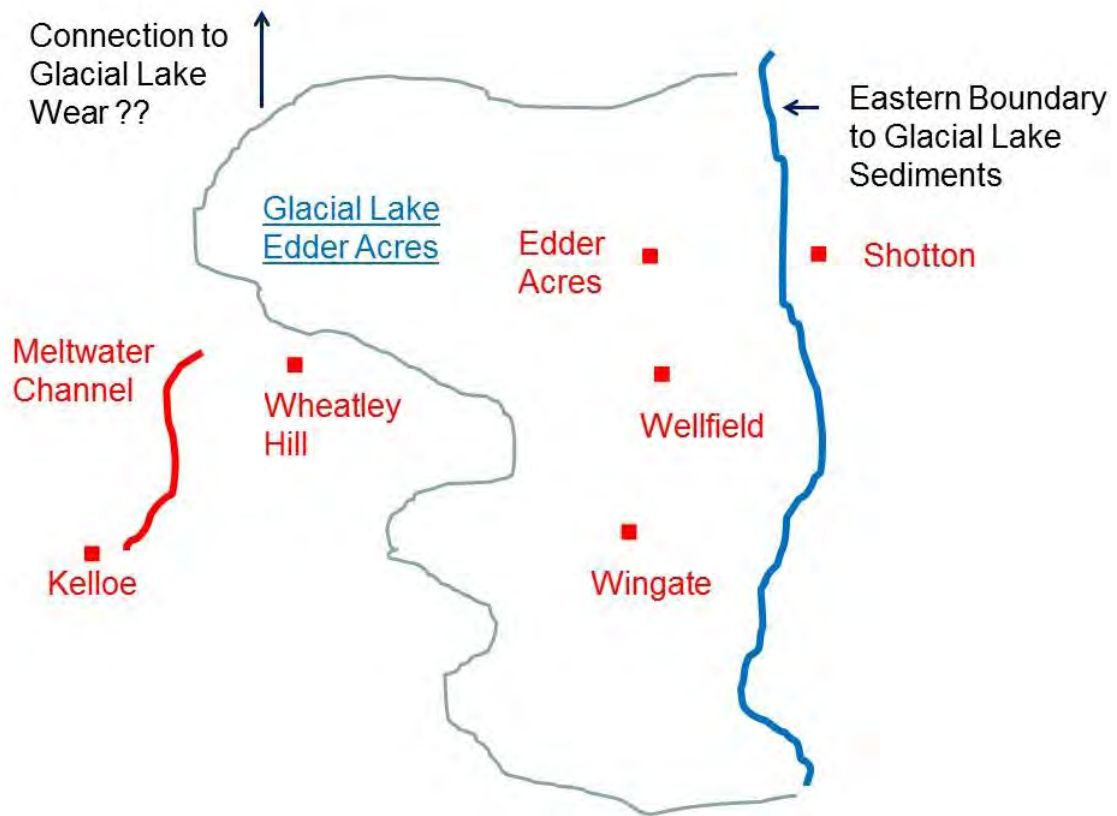 Connection to
Glacial Lake
Wear ??
Eastern Boundary
to Glacial Lake
Sediments
Glacial Lake
Edder Acres
Edder
Acres
Shotton
Meltwater
Channel
Wheatley
Hill
Wellfield
Kelloe
Wingate